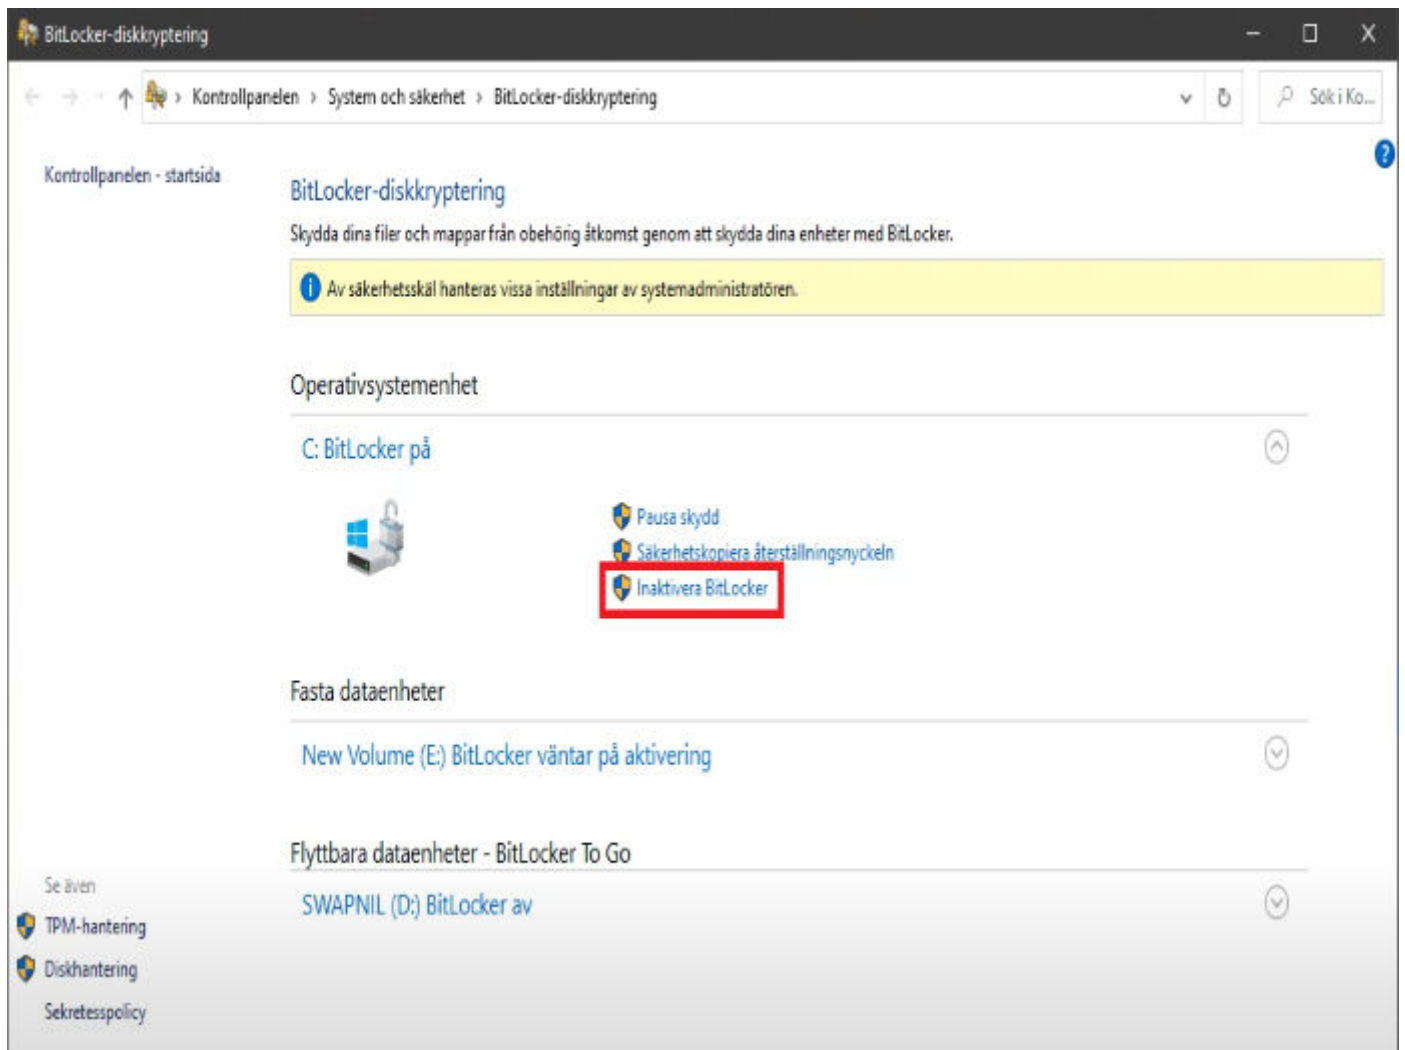 BitLocker-diskkryptering
Kontrollpanelen › System och säkerhet › BitLocker-diskkryptering
Sök i Ko...
Kontrollpanelen - startsida
BitLocker-diskkryptering
Skydda dina filer och mappar från obehörig åtkomst genom att skydda dina enheter med BitLocker.
Av säkerhetsskäl hanteras vissa inställningar av systemadministratören.
Operativsystemenhet
C: BitLocker på
Pausa skydd
Säkerhetskopiera återställningsnyckeln
Inaktivera BitLocker
Fasta dataenheter
New Volume (E:) BitLocker väntar på aktivering
Flyttbara dataenheter - BitLocker To Go
SWAPNIL (D:) BitLocker av
Se även
TPM-hantering
Diskhantering
Sekretesspolicy